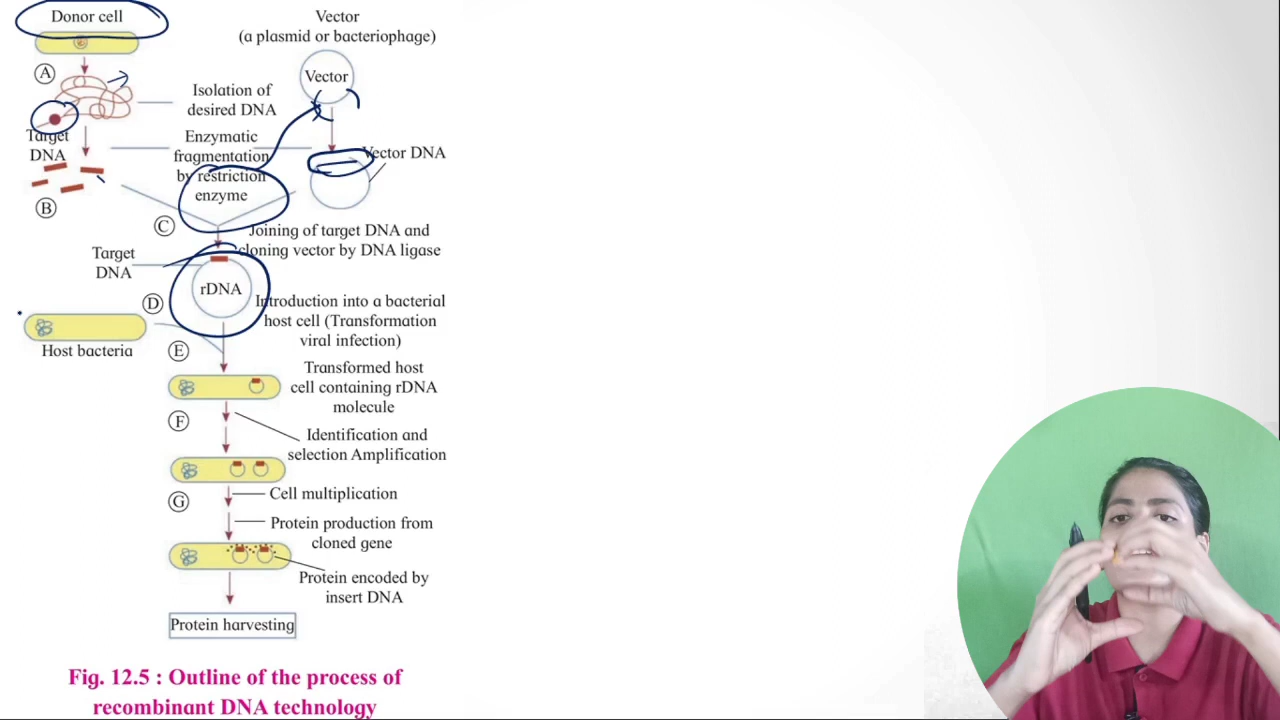 Donor cell
Vector
(a plasmid or bacteriophage)
Vector
A
Isolation of
desired DNA
Target
DNA
Enzymatic
fragmentation
by restriction
enzyme
Vector DNA
B
C
Joining of target DNA and
cloning vector by DNA ligase
Target
DNA
rDNA
D
Introduction into a bacterial
host cell (Transformation
viral infection)
Host bacteria
E
Transformed host
cell containing rDNA
molecule
F
Identification and
selection Amplification
G
Cell multiplication
Protein production from
cloned gene
Protein encoded by
insert DNA
Protein harvesting
Fig. 12.5 : Outline of the process of
recombinant DNA technology